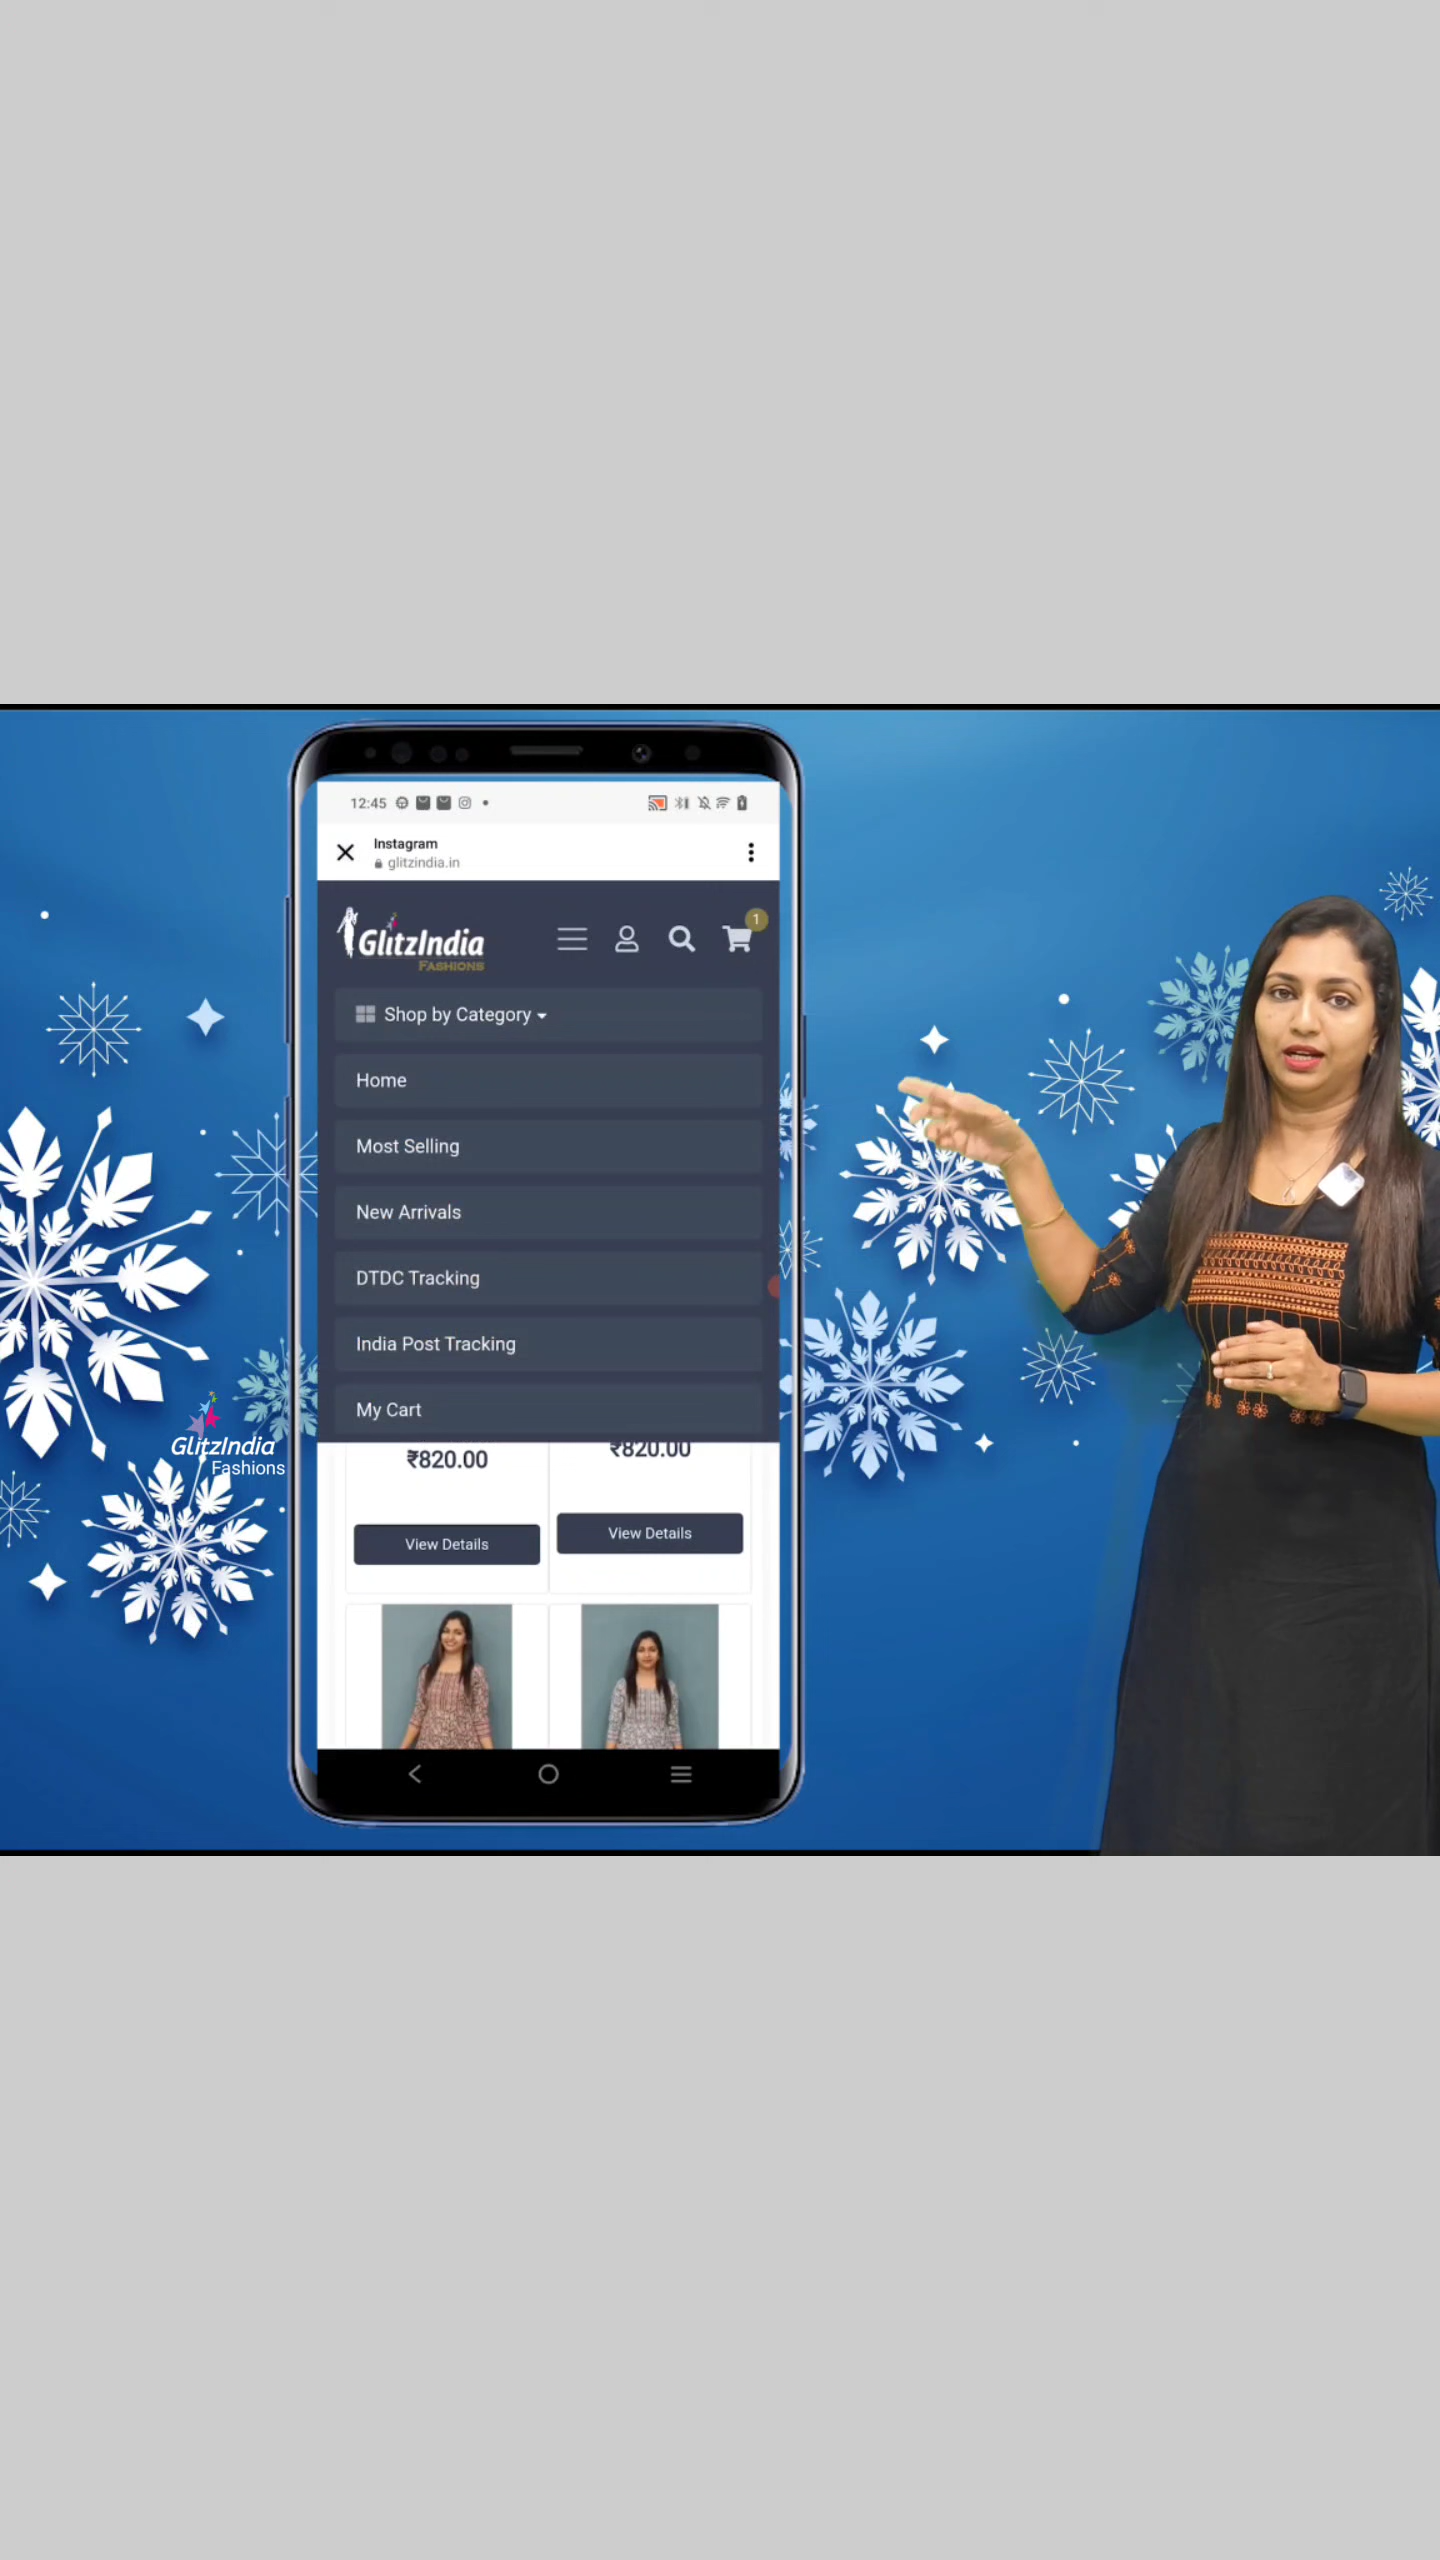 12:45
Instagram
glitzindia.in
GlitzIndia
FASHIONS
1
Shop by Category
Home
Most Selling
New Arrivals
DTDC Tracking
India Post Tracking
My Cart
₹820.00
₹820.00
View Details
View Details
GlitzIndia
Fashions